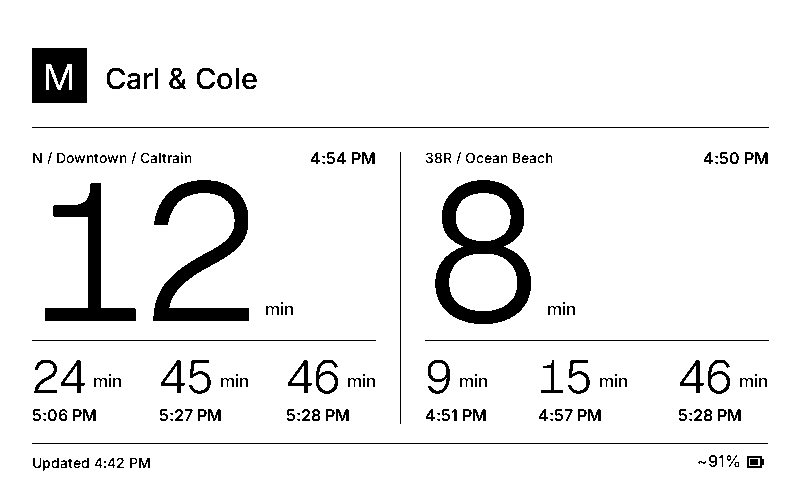 M Carl & Cole
N / Downtown / Caltrain 4:54 PM
12 min
24 min 45 min 46 min
5:06 PM 5:27 PM 5:28 PM
38R / Ocean Beach 4:50 PM
8 min
9 min 15 min 46 min
4:51 PM 4:57 PM 5:28 PM
Updated 4:42 PM ~91%